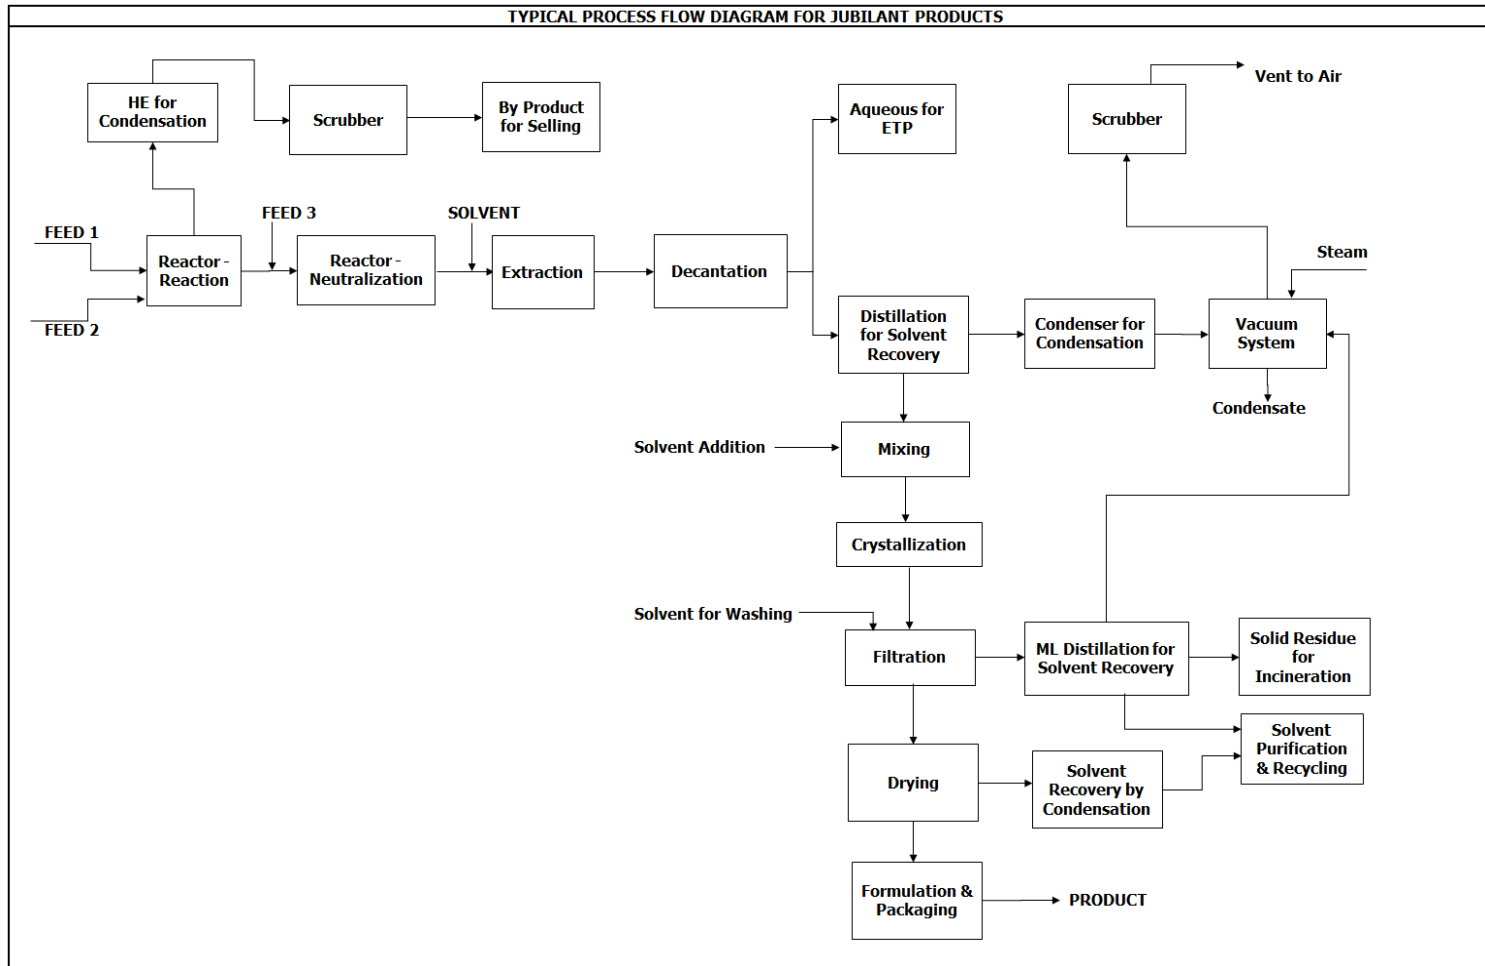 TYPICAL PROCESS FLOW DIAGRAM FOR JUBILANT PRODUCTS
HE for
Condensation
Scrubber
By Product
for Selling
Aqueous for
ETP
Scrubber
Vent to Air
FEED 1
FEED 2
Reactor -
Reaction
FEED 3
Reactor -
Neutralization
SOLVENT
Extraction
Decantation
Distillation
for Solvent
Recovery
Condenser for
Condensation
Steam
Vacuum
System
Condensate
Solvent Addition
Mixing
Crystallization
Solvent for Washing
Filtration
ML Distillation for
Solvent Recovery
Solid Residue
for
Incineration
Solvent
Purification
& Recycling
Drying
Solvent
Recovery by
Condensation
Formulation &
Packaging
PRODUCT